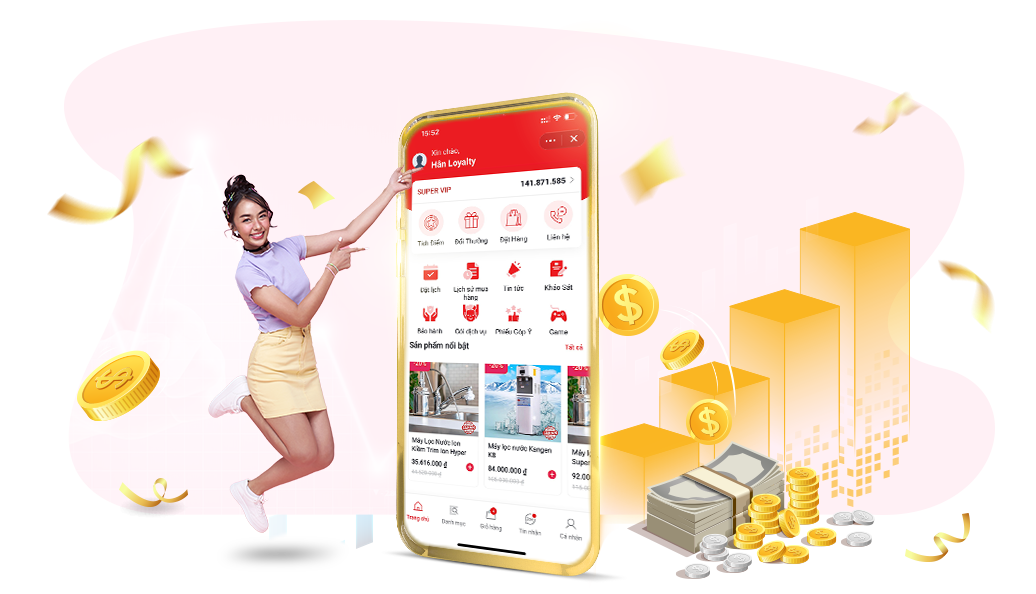 15:52
Xin chào,
Hân Loyalty
SUPER VIP 141.871.585
Tích Điểm Đổi Thưởng Đặt Hàng Liên hệ
Đặt lịch Lịch sử mua hàng Tin tức Khảo Sát
Bảo hành Gói dịch vụ Phiếu Góp Ý Game
Sản phẩm nổi bật Tất cả
-20% -20% -20%
Máy Lọc Nước Ion Kiềm Trim Ion Hyper
35.616.000 ₫
Máy lọc nước Kangen K8
84.000.000 ₫
105.000.000 ₫
Máy l
Super
92.00
Trang chủ Danh mục Giỏ hàng Tin nhắn Cá nhân